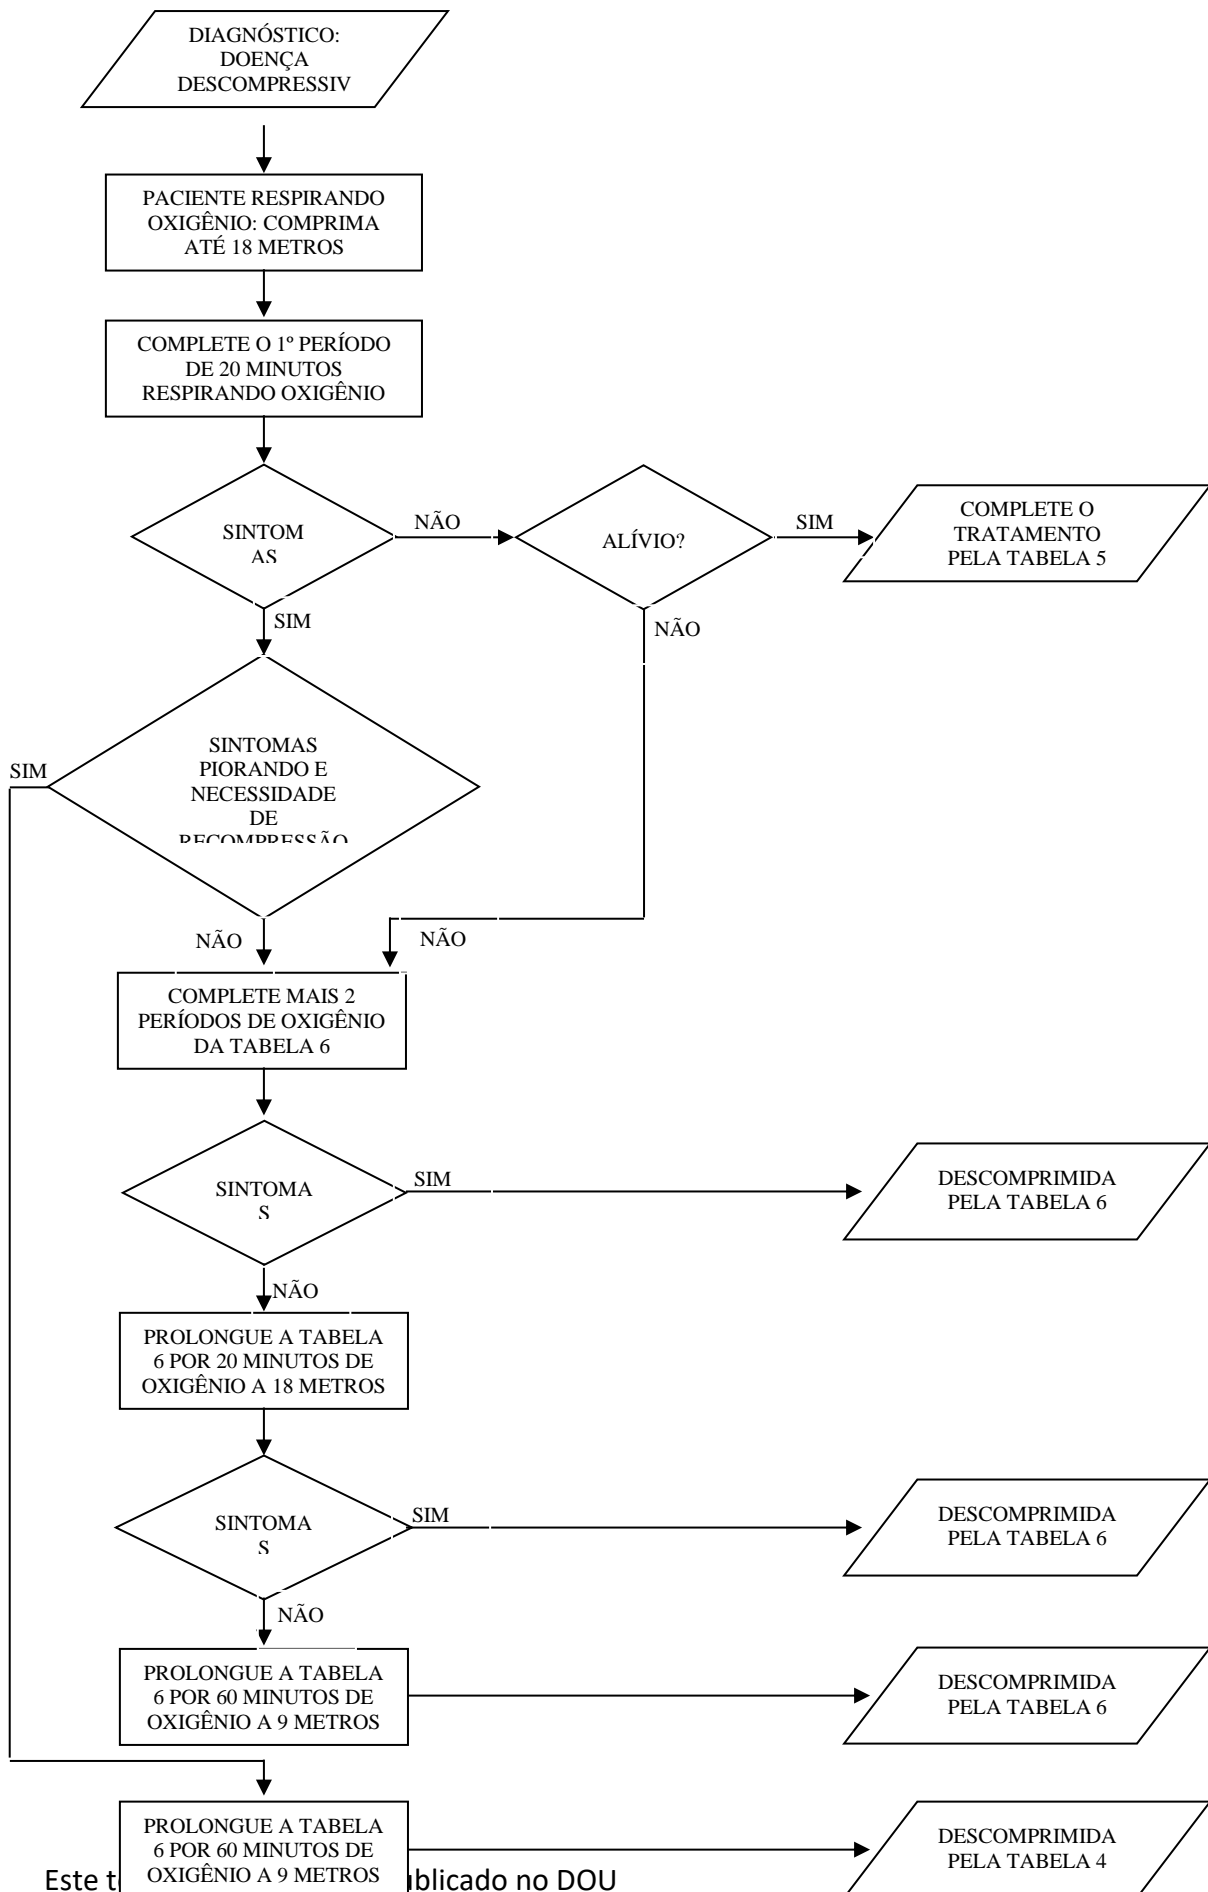 DIAGNÓSTICO:
DOENÇA
DESCOMPRESSIV
PACIENTE RESPIRANDO
OXIGÊNIO: COMPRIMA
ATÉ 18 METROS
COMPLETE O 1º PERÍODO
DE 20 MINUTOS
RESPIRANDO OXIGÊNIO
SINTOM
AS
NÃO
ALÍVIO?
SIM
COMPLETE O
TRATAMENTO
PELA TABELA 5
SIM
NÃO
SINTOMAS
PIORANDO E
NECESSIDADE
DE
RECOMPRESSÃO
SIM
NÃO
NÃO
COMPLETE MAIS 2
PERÍODOS DE OXIGÊNIO
DA TABELA 6
SINTOMA
S
SIM
DESCOMPRIMIDA
PELA TABELA 6
NÃO
PROLONGUE A TABELA
6 POR 20 MINUTOS DE
OXIGÊNIO A 18 METROS
SINTOMA
S
SIM
DESCOMPRIMIDA
PELA TABELA 6
NÃO
PROLONGUE A TABELA
6 POR 60 MINUTOS DE
OXIGÊNIO A 9 METROS
DESCOMPRIMIDA
PELA TABELA 6
PROLONGUE A TABELA
6 POR 60 MINUTOS DE
OXIGÊNIO A 9 METROS
DESCOMPRIMIDA
PELA TABELA 4
Este no DOU